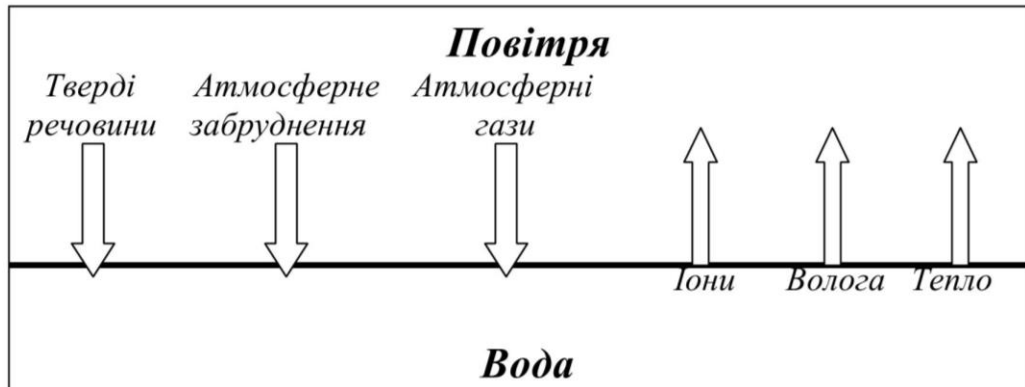 Повітря
Тверді
речовини
Атмосферне
забруднення
Атмосферні
гази
Іони
Волога
Тепло
Вода